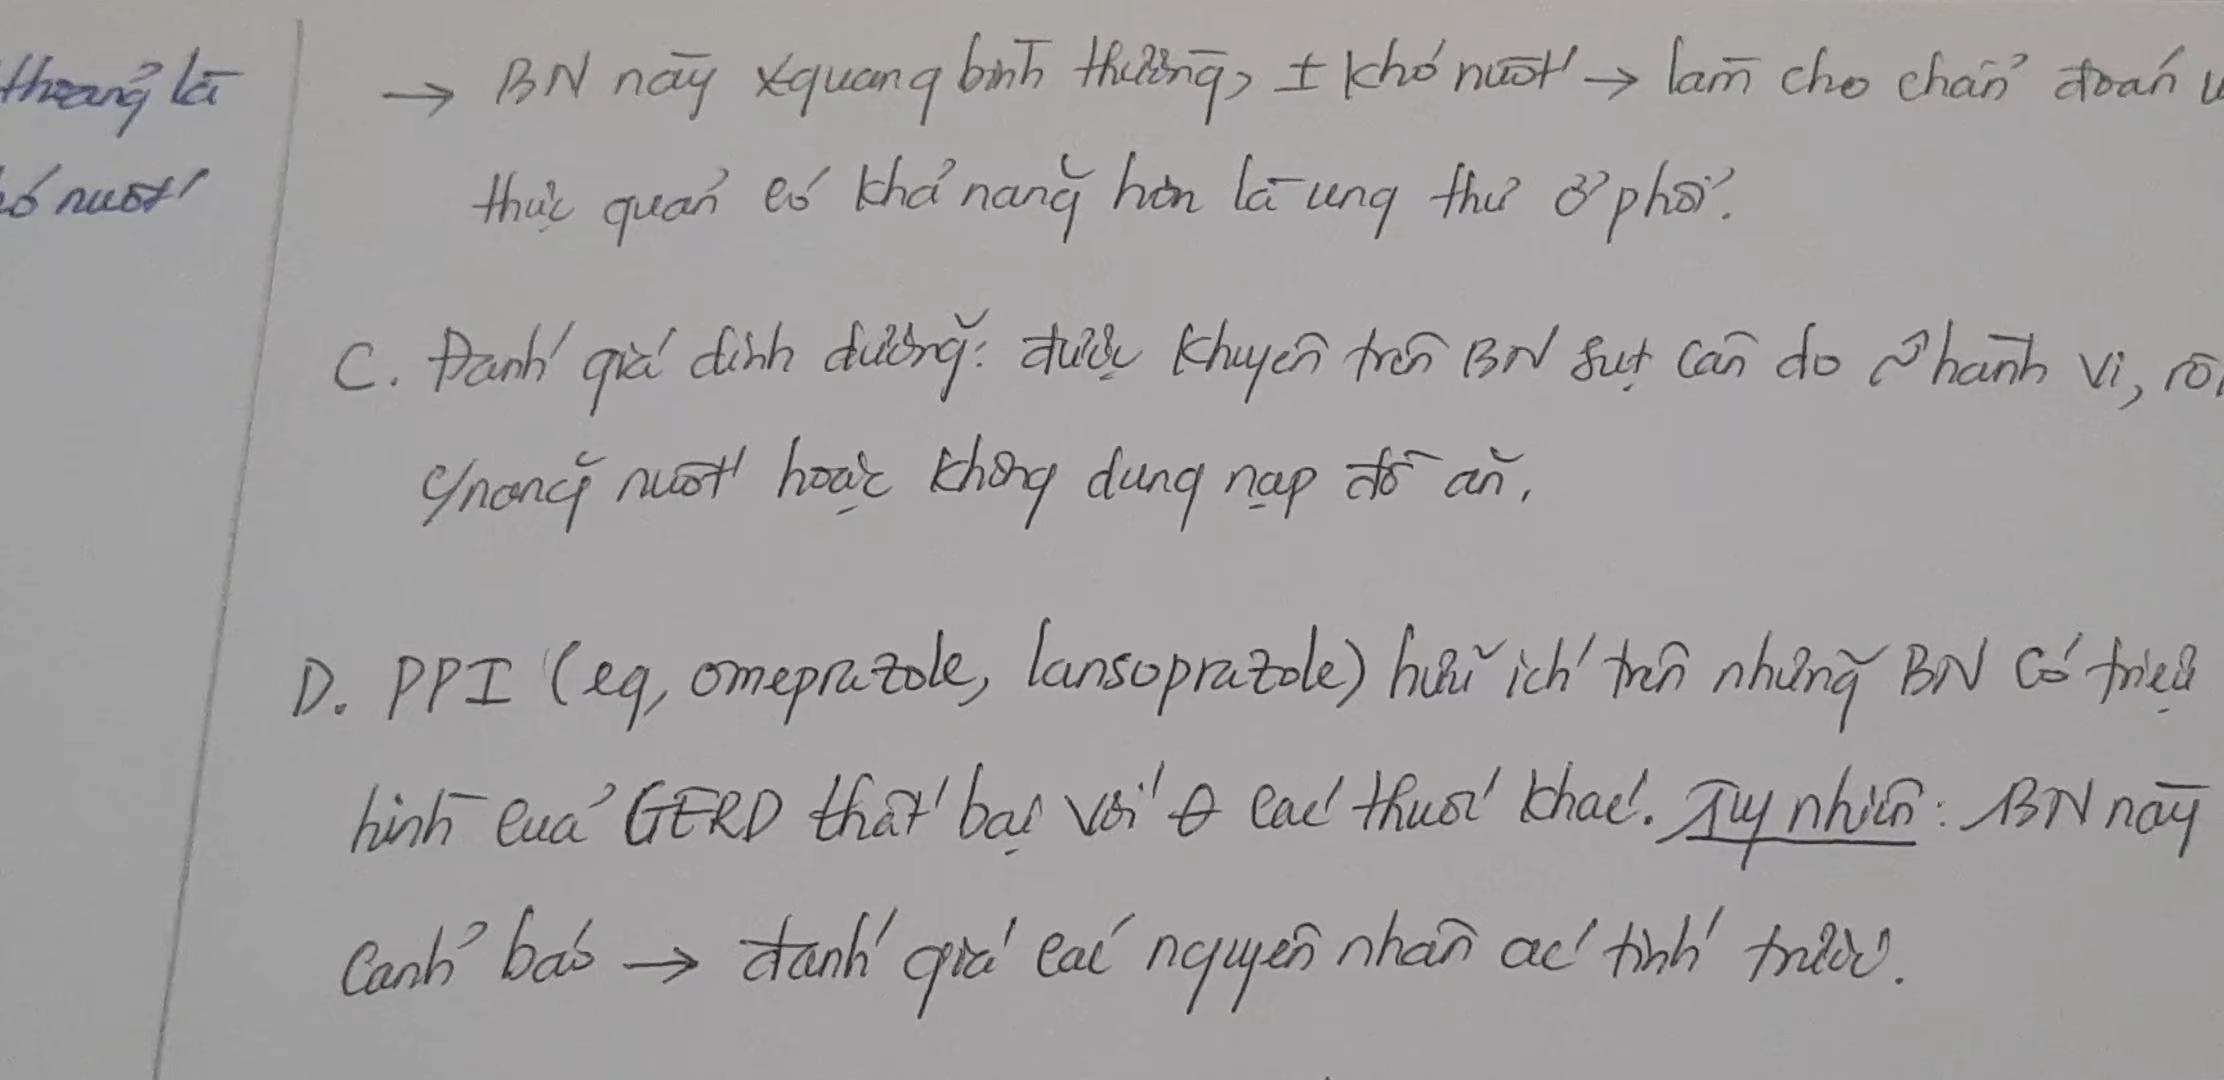 thoảng là
khó nuốt
→ BN này xquang bình thường, ± khó nuốt → làm cho chẩn đoán
thực quản có khả năng hơn là ung thư ở phổi.
C. Đánh giá dinh dưỡng: được khuyên trên BN sụt cân do hành vi,
c/năng nuốt hoặc không dung nạp đồ ăn.
D. PPI (eg, omeprazole, lansoprazole) hữu ích trên những BN có triệu
hình của GERD thất bại với θ các thuốc khác. Tuy nhiên: BN này
cảnh báo → đánh giá các nguyên nhân ác tính trước.